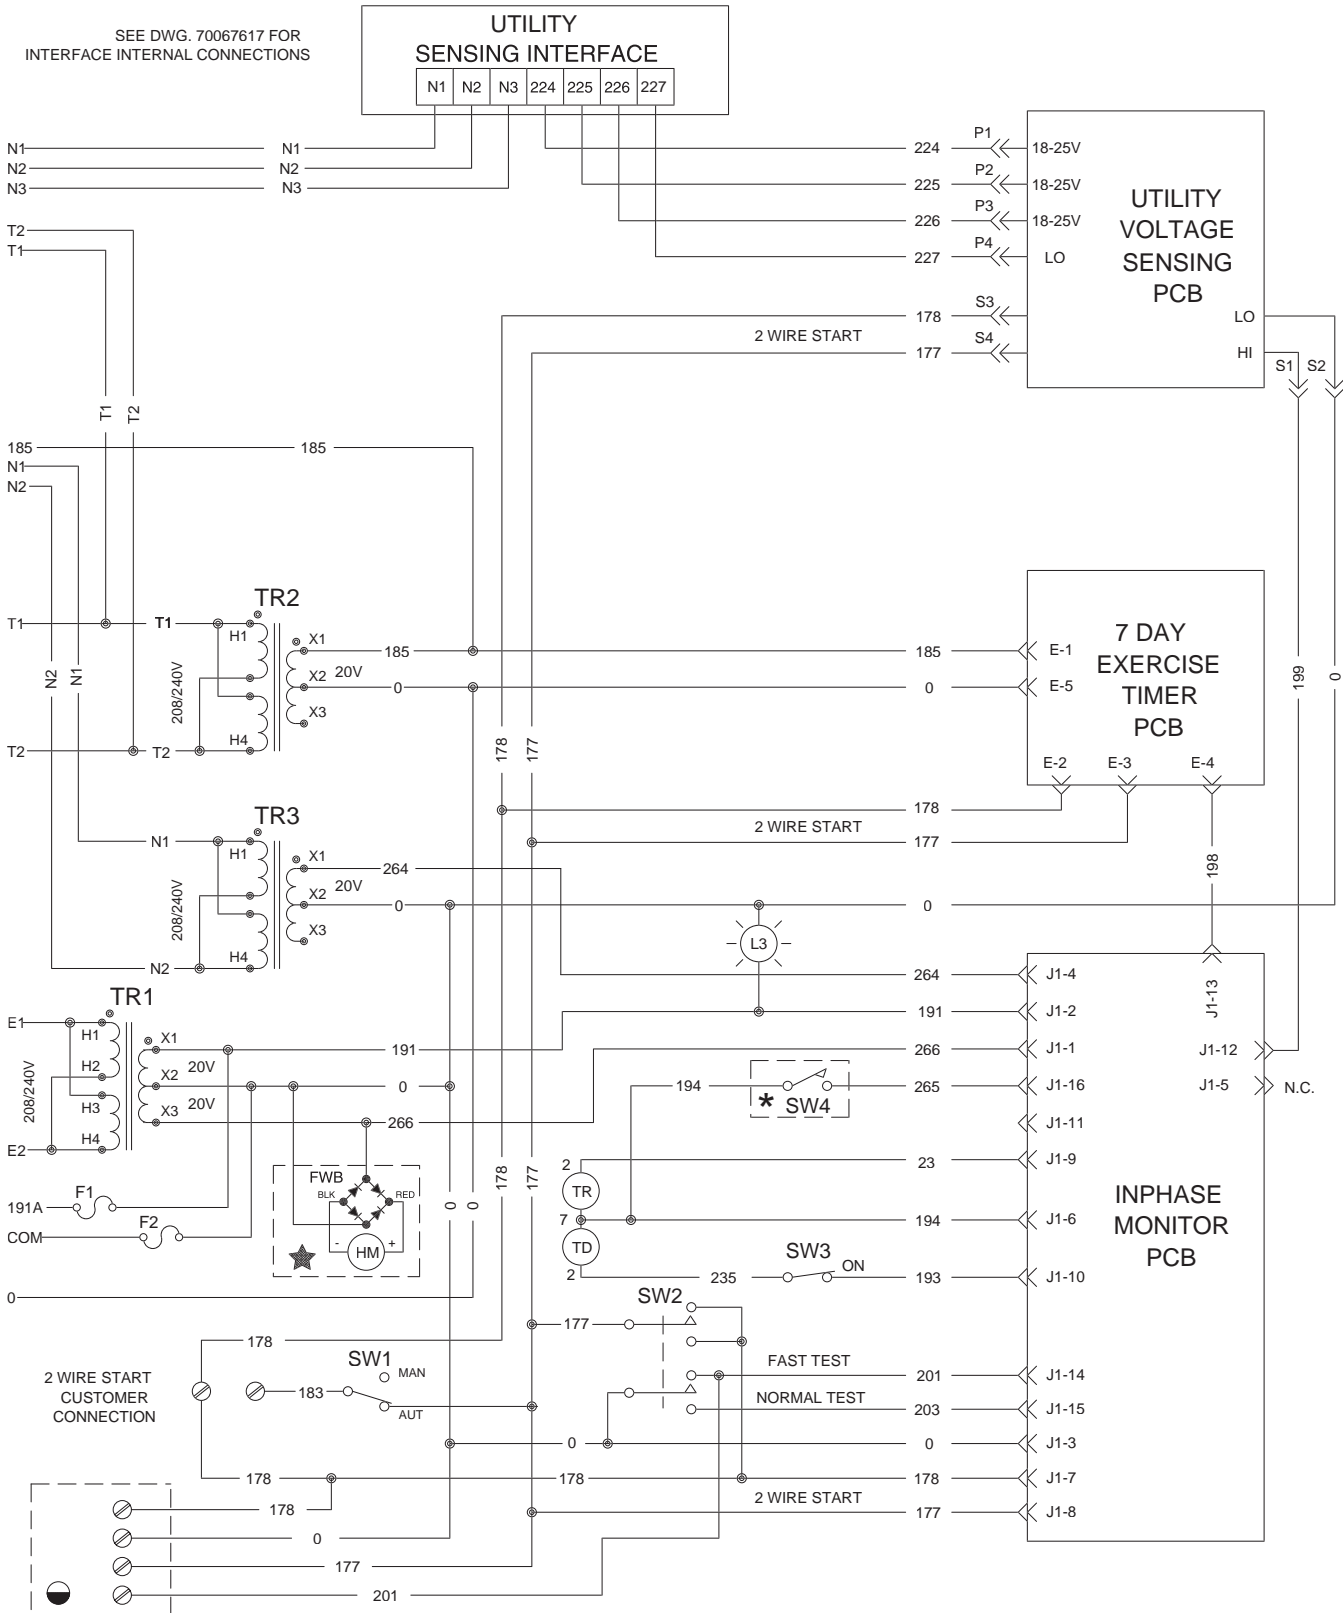 SEE DWG. 70067617 FOR
INTERFACE INTERNAL CONNECTIONS
UTILITY
SENSING INTERFACE
N1 N2 N3 224 225 226 227
N1 N1
N2 N2
N3 N3
T2
T1
T1
T2
224 P1 18-25V
225 P2 18-25V
226 P3 18-25V
227 P4 LO
178 S3
2 WIRE START
177 S4
UTILITY
VOLTAGE
SENSING
PCB
LO
HI
S1 S2
199
0
185 185
N1
N2
N2
N1
TR2
T1 T1
H1
208/240V
H4
T2 T2
X1 185
X2 20V
0
X3
178
177
185 E-1
0 E-5
7 DAY
EXERCISE
TIMER
PCB
E-2 E-3 E-4
178
2 WIRE START
177
198
TR3
N1
H1
208/240V
H4
N2
X1 264
X2 20V
0
X3
0
L3
TR1
E1
H1
H2
H3
H4
208/240V
E2
X1 191
20V
X2 0
20V
X3 266
264 J1-4
191 J1-2
266 J1-1
194 * SW4 265 J1-16
J1-11
J1-13
J1-12
J1-5 N.C.
INPHASE
MONITOR
PCB
191A F1
COM F2
0
FWB
BLK RED
- HM +
0
0
178
177
2 23 J1-9
TR
7 194 J1-6
TD
2 235 SW3 ON 193 J1-10
178
177
SW2
2 WIRE START
CUSTOMER
CONNECTION
183
SW1
MAN
AUT
FAST TEST 201 J1-14
NORMAL TEST 203 J1-15
0 0 J1-3
178 178 178 J1-7
2 WIRE START
177 J1-8
178
0
177
201